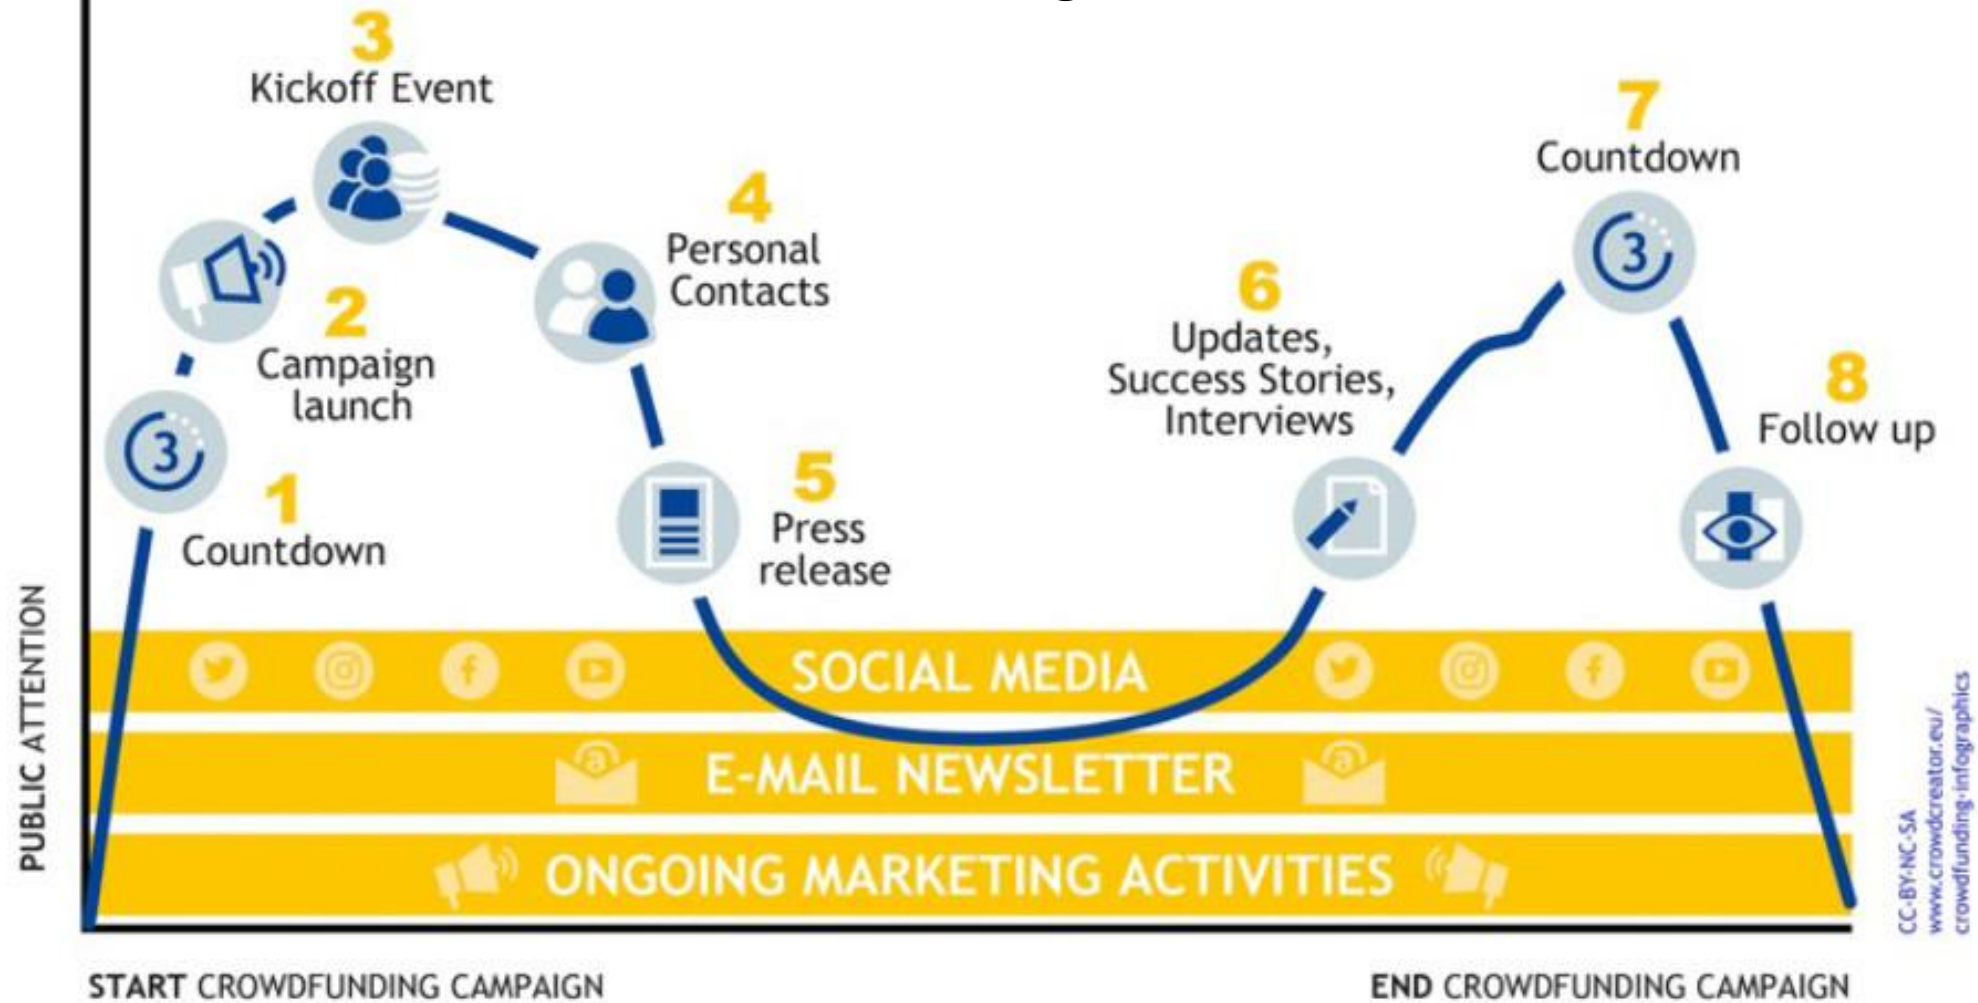 3
Kickoff Event
4
Personal
Contacts
2
Campaign
launch
3
1
Countdown
5
Press
release
6
Updates,
Success Stories,
Interviews
7
Countdown
3
8
Follow up
PUBLIC ATTENTION
SOCIAL MEDIA
E-MAIL NEWSLETTER
ONGOING MARKETING ACTIVITIES
START CROWDFUNDING CAMPAIGN
END CROWDFUNDING CAMPAIGN
CC-BY-NC-SA
www.crowdcreator.eu/
crowdfunding-infographics